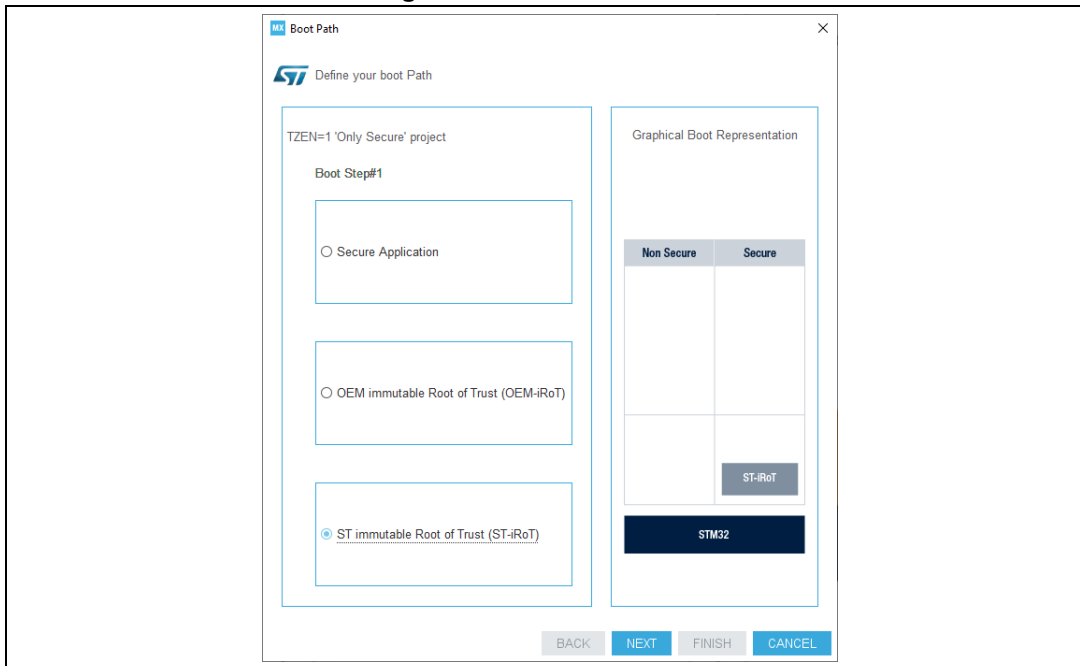 MX Boot Path
ST Define your boot Path
TZEN=1 'Only Secure' project
Boot Step#1
Secure Application
OEM immutable Root of Trust (OEM-iRoT)
ST immutable Root of Trust (ST-iRoT)
Graphical Boot Representation
Non Secure Secure
ST-iRoT
STM32
BACK NEXT FINISH CANCEL